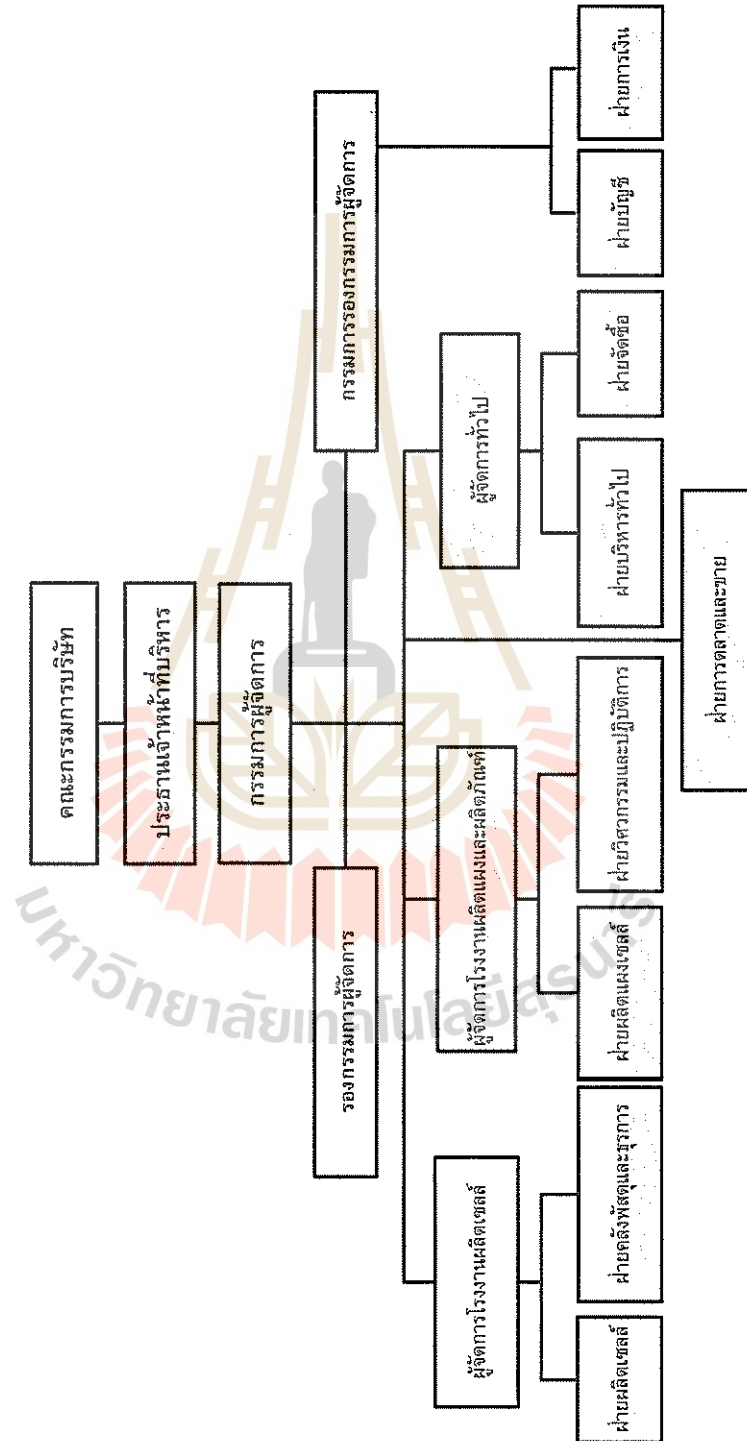 คณะกรรมการบริษัท
ประธานเจ้าหน้าที่บริหาร
กรรมการผู้จัดการ
รองกรรมการผู้จัดการ
กรรมการรองกรรมการผู้จัดการ
ผู้จัดการโรงงานผลิตเซลล์
ผู้จัดการโรงงานผลิตแผงและผลิตภัณฑ์
ผู้จัดการทั่วไป
ฝ่ายผลิตเซลล์
ฝ่ายคลังพัสดุและธุรการ
ฝ่ายผลิตแผงเซลล์
ฝ่ายวิศวกรรมและปฏิบัติการ
ฝ่ายบริหารทั่วไป
ฝ่ายจัดซื้อ
ฝ่ายบัญชี
ฝ่ายการเงิน
ฝ่ายการตลาดและขาย
มหาวิทยาลัยเทคโนโลยีสุรนารี